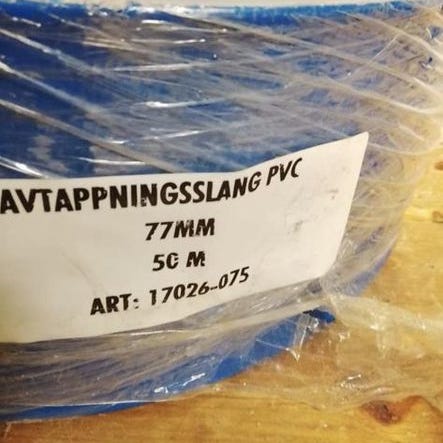 AVTAPPNINGSSLANG PVC
77MM
50 M
ART: 17026-075